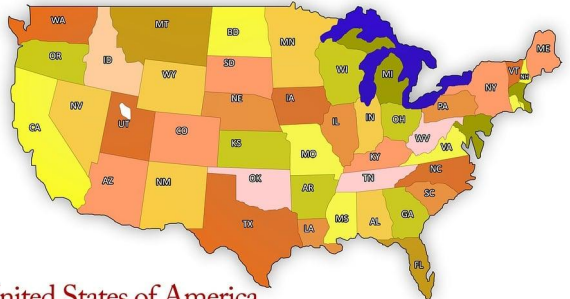 WA
MT
BD
MN
ME
OR
ID
WI
VT
NH
SD
MI
NY
WY
NV
NE
IA
PA
IL
IN
OH
CA
UT
CO
WV
VA
KS
MO
KY
NC
AZ
NM
OK
TN
AR
SC
TX
MS
AL
GA
LA
FL
nited States of America